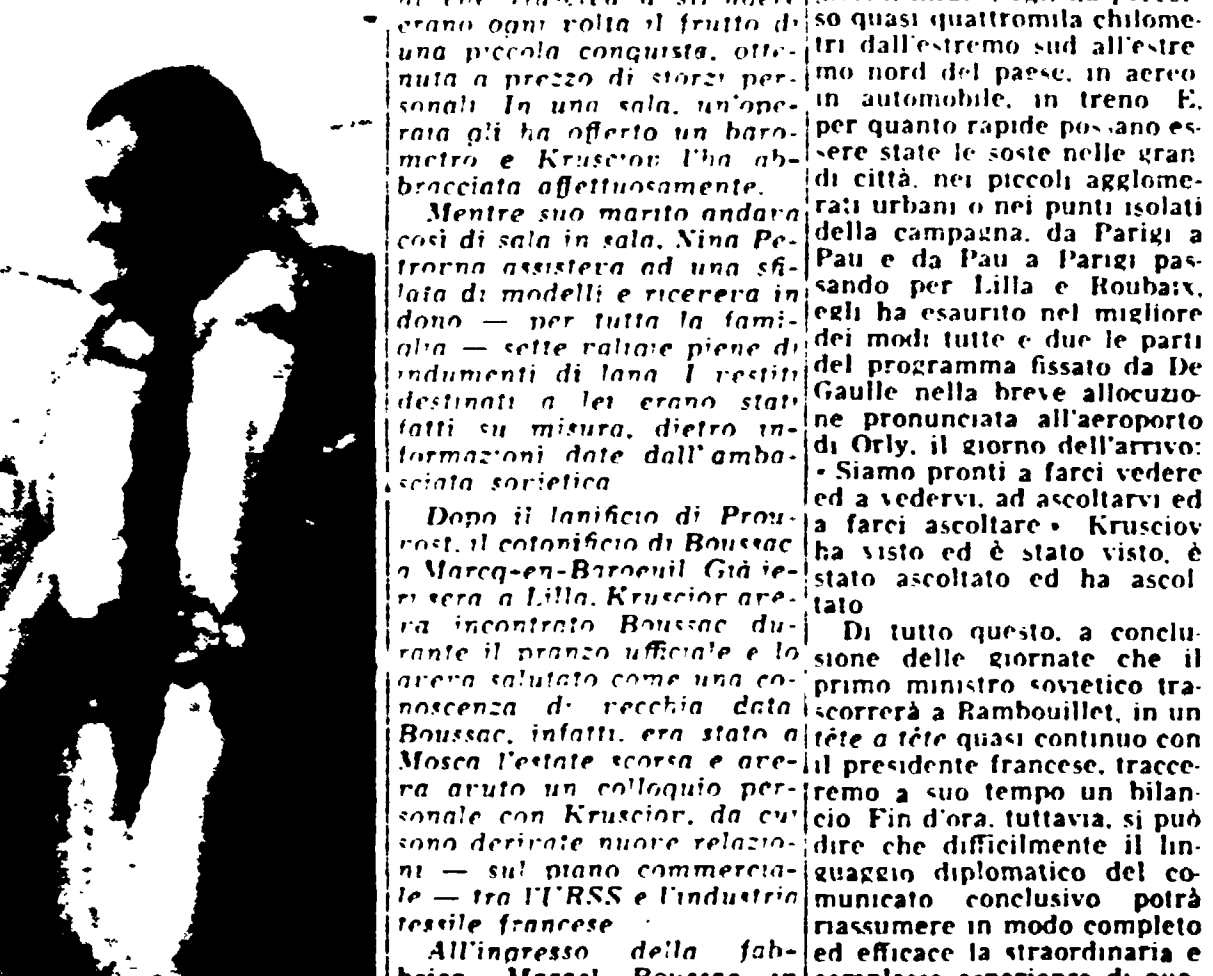 erano ogni volta il frutto di
una piccola conquista, otte-
nuta a prezzo di sforzi per-
sonali In una sala, un'ope-
raia gli ha offerto un baro-
metro e Krusciov l'ha ab-
bracciata affettuosamente.
Mentre suo marito andava
così di sala in sala, Nina Pe-
trovna assisteva ad una sfi-
lata di modelli e riceveva in
dono — per tutta la fami-
glia — sette valigie piene di
indumenti di lana I vestiti
destinati a lei erano stati
fatti su misura, dietro in-
formazioni date dall'amba-
sciata sovietica
Dopo il lanificio di Prou-
vost, il cotonificio di Boussac
a Marcq-en-Baroeuil Già ie-
ri sera a Lilla, Krusciov ave-
va incontrato Boussac du-
rante il pranzo ufficiale e lo
aveva salutato come una co-
noscenza di vecchia data
Boussac, infatti, era stato a
Mosca l'estate scorsa e ave-
va avuto un colloquio per-
sonale con Krusciov, da cui
sono derivate nuove relazio-
ni — sul piano commercia-
le — tra l'URSS e l'industria
tessile francese
All'ingresso della fab-
so quasi quattromila chilome-
tri dall'estremo sud all'estre
mo nord del paese, in aereo
in automobile, in treno E,
per quanto rapide possano es-
sere state le soste nelle gran
di città, nei piccoli agglome-
rati urbani o nei punti isolati
della campagna, da Parigi a
Pau e da Pau a Parigi pas-
sando per Lilla e Roubaix,
egli ha esaurito nel migliore
dei modi tutte e due le parti
del programma fissato da De
Gaulle nella breve allocuzio-
ne pronunciata all'aeroporto
di Orly, il giorno dell'arrivo:
« Siamo pronti a farci vedere
ed a vedervi, ad ascoltarvi ed
a farci ascoltare » Krusciov
ha visto ed è stato visto, è
stato ascoltato ed ha ascol
tato
Di tutto questo, a conclu-
sione delle giornate che il
primo ministro sovietico tra-
scorrerà a Rambouillet, in un
tête a tête quasi continuo con
il presidente francese, tracce-
remo a suo tempo un bilan-
cio Fin d'ora, tuttavia, si può
dire che difficilmente il lin-
guaggio diplomatico del co-
municato conclusivo potrà
riassumere in modo completo
ed efficace la straordinaria e